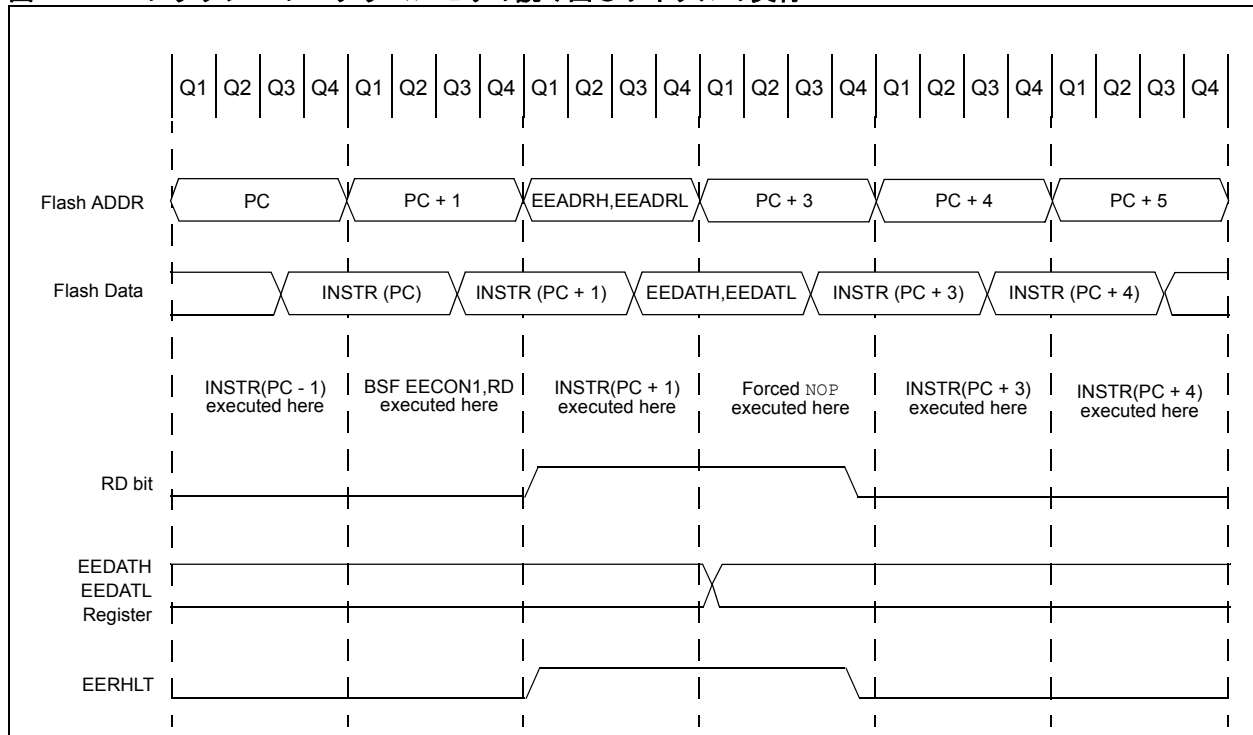 Q1 Q2 Q3 Q4 Q1 Q2 Q3 Q4 Q1 Q2 Q3 Q4 Q1 Q2 Q3 Q4 Q1 Q2 Q3 Q4 Q1 Q2 Q3 Q4
Flash ADDR PC PC + 1 EEADRH,EEADRL PC + 3 PC + 4 PC + 5
Flash Data INSTR (PC) INSTR (PC + 1) EEDATH,EEDATL INSTR (PC + 3) INSTR (PC + 4)
INSTR(PC - 1) BSF EECON1,RD INSTR(PC + 1) Forced NOP INSTR(PC + 3) INSTR(PC + 4)
executed here executed here executed here executed here executed here executed here
RD bit
EEDATH
EEDATL
Register
EERHLT